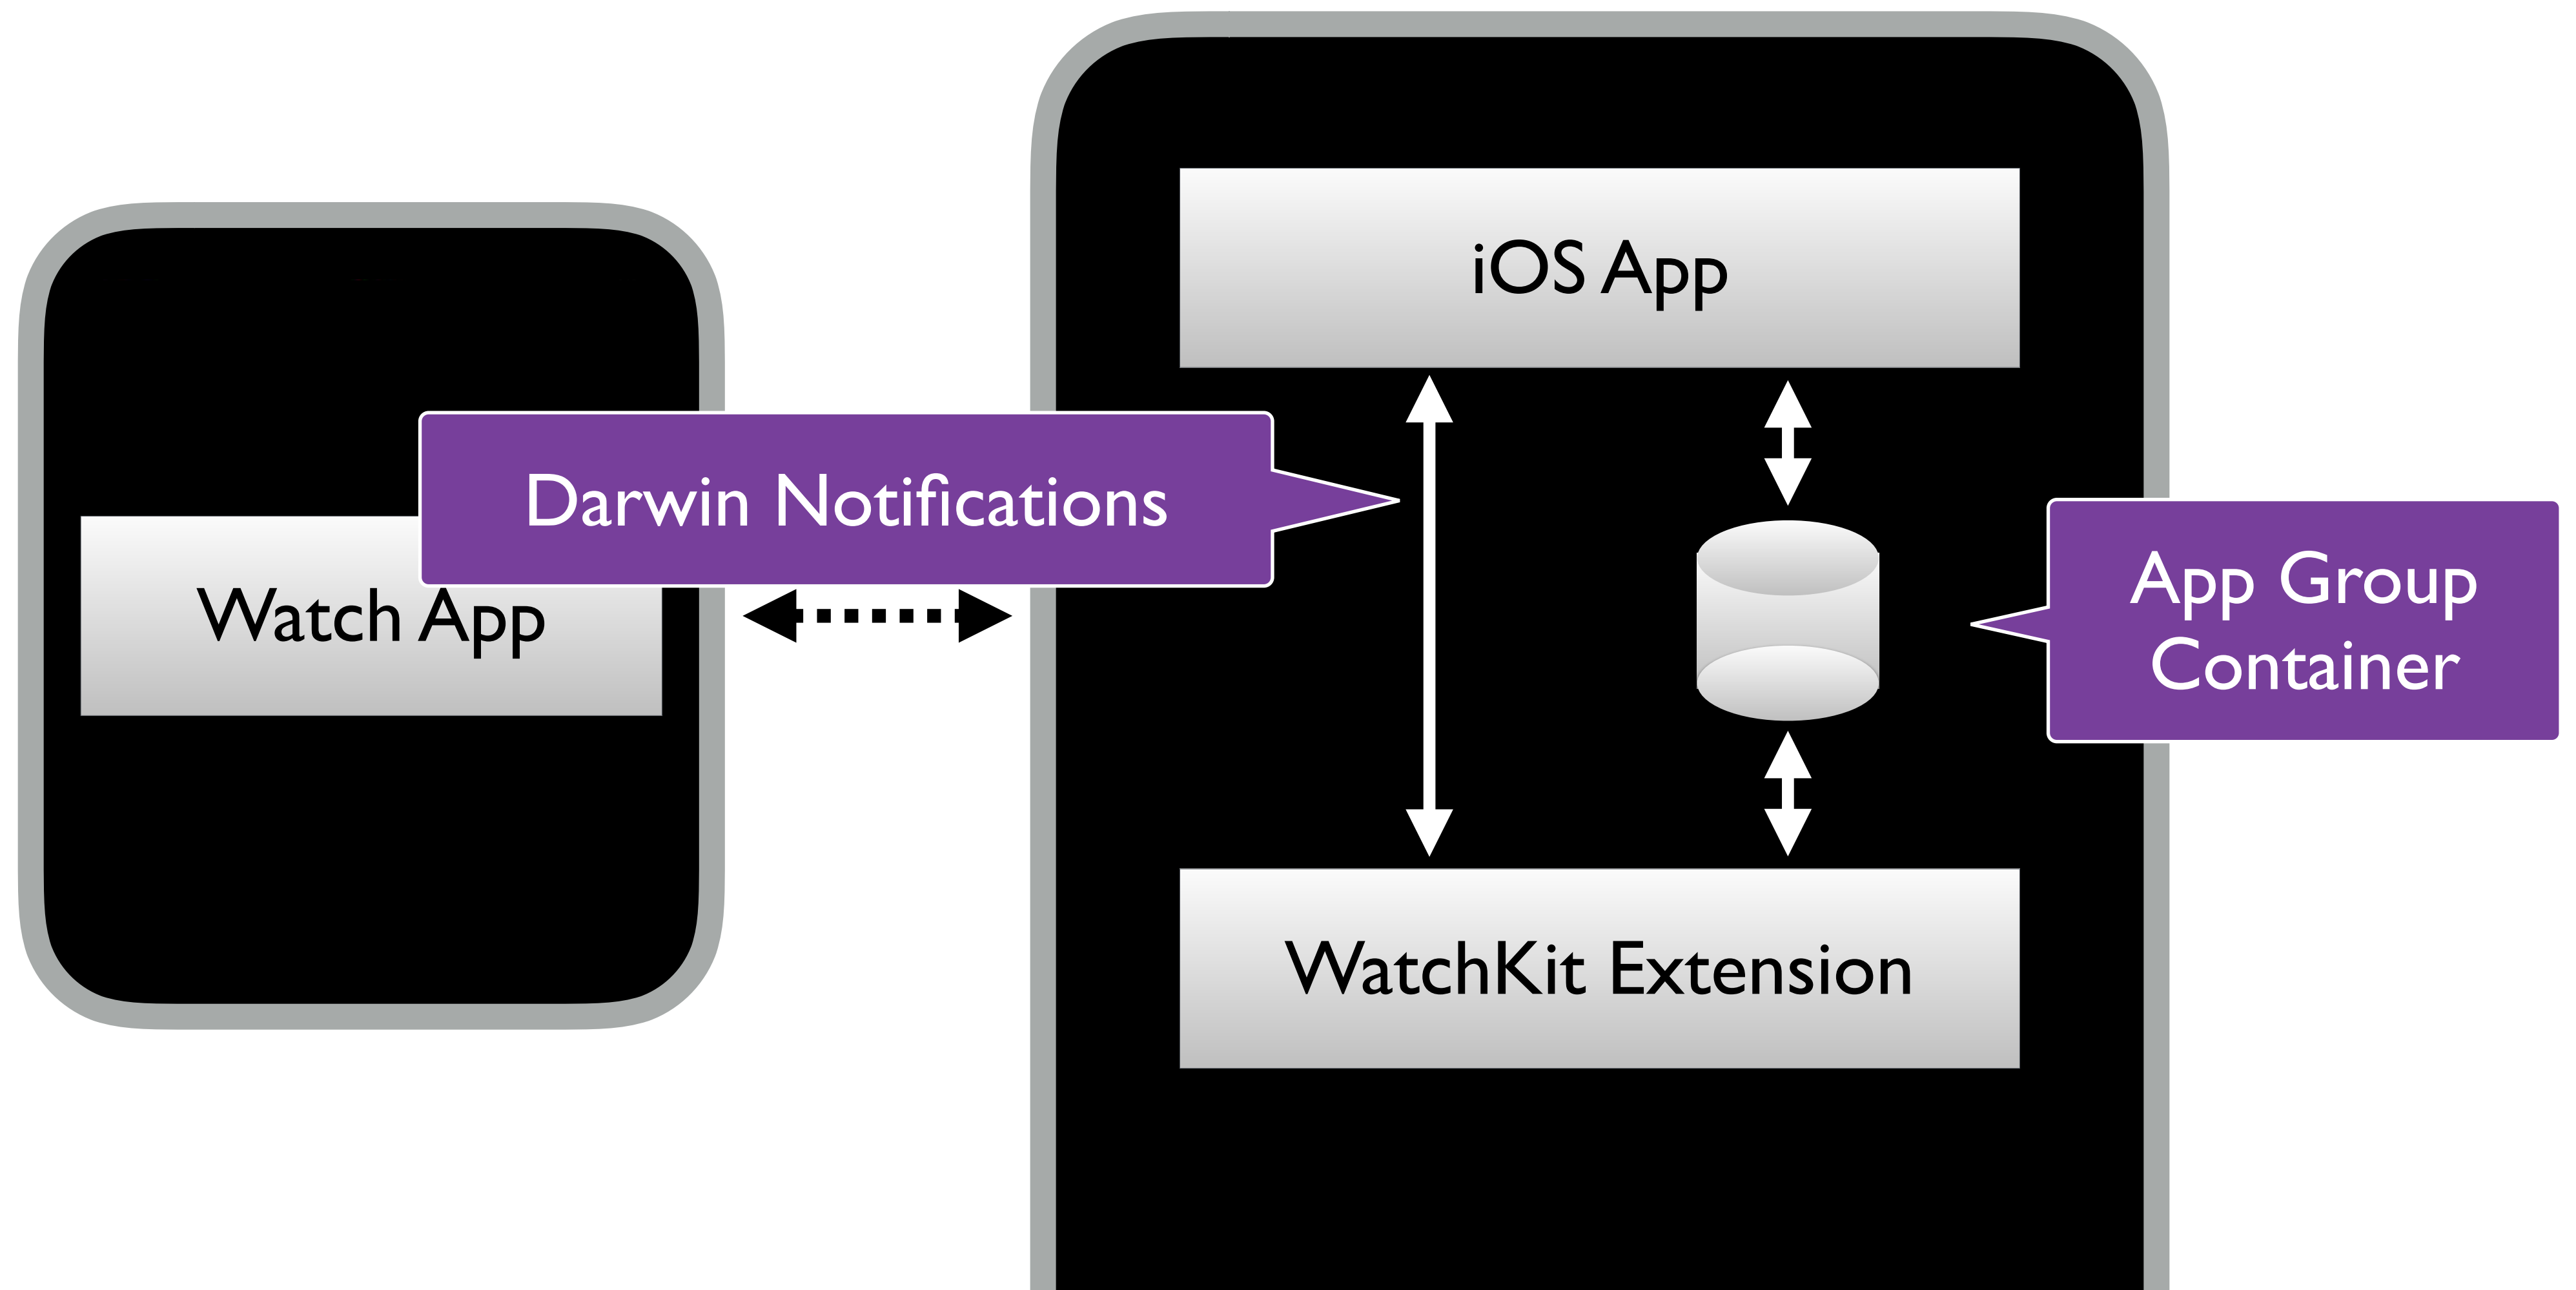 iOS App
Darwin Notifications
Watch App
App Group
Container
WatchKit Extension